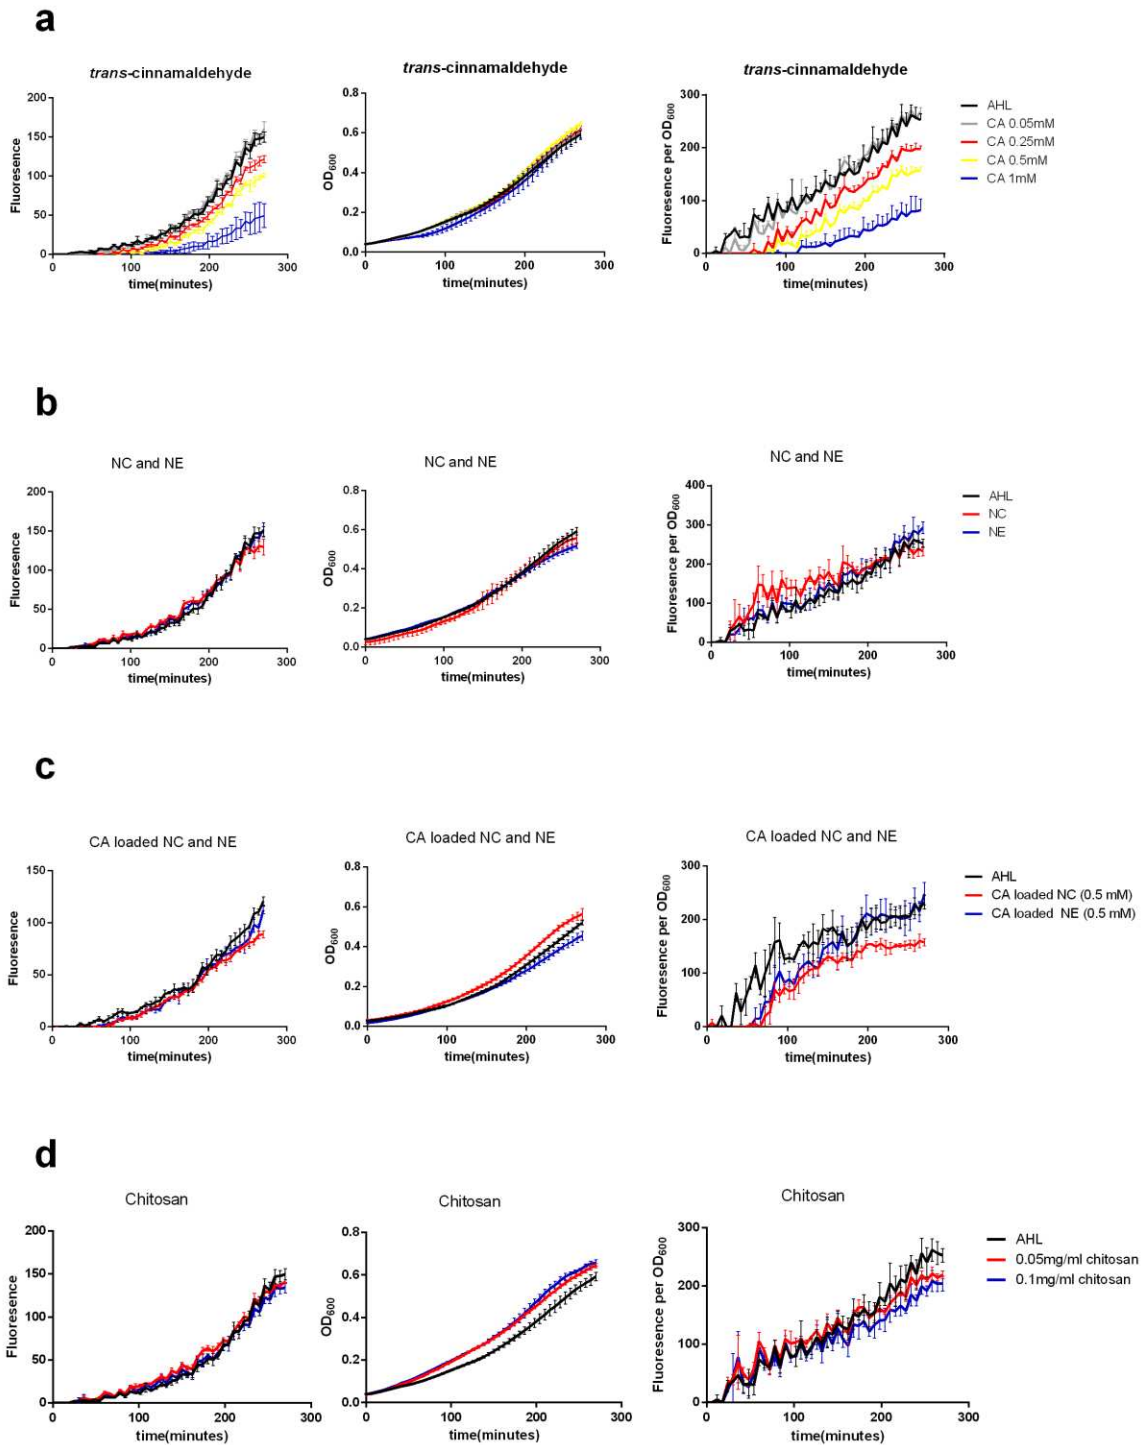 a
trans-cinnamaldehyde
Fluoresence
200
150
100
50
0
100
200
300
time(minutes)
trans-cinnamaldehyde
OD600
0.8
0.6
0.4
0.2
0.0
0
100
200
300
time(minutes)
trans-cinnamaldehyde
Fluoresence per OD600
300
200
100
0
0
100
200
300
time(minutes)
AHL
CA 0.05mM
CA 0.25mM
CA 0.5mM
CA 1mM
b
NC and NE
Fluoresence
200
150
100
50
0
100
200
300
time(minutes)
NC and NE
OD600
0.8
0.6
0.4
0.2
0.0
0
100
200
300
time(minutes)
NC and NE
Fluoresence per OD600
400
300
200
100
0
0
100
200
300
time(minutes)
AHL
NC
NE
c
CA loaded NC and NE
Fluoresence
150
100
50
0
0
100
200
300
time(minutes)
CA loaded NC and NE
OD600
0.8
0.6
0.4
0.2
0.0
0
100
200
300
time(minutes)
CA loaded NC and NE
Fluoresence per OD600
300
200
100
0
0
100
200
300
time(minutes)
AHL
CA loaded NC (0.5 mM)
CA loaded NE (0.5 mM)
d
Chitosan
Fluoresence
200
150
100
50
0
0
100
200
300
time(minutes)
Chitosan
OD600
0.8
0.6
0.4
0.2
0.0
0
100
200
300
time(minutes)
Chitosan
Fluoresence per OD600
300
200
100
0
0
100
200
300
time(minutes)
AHL
0.05mg/ml chitosan
0.1mg/ml chitosan